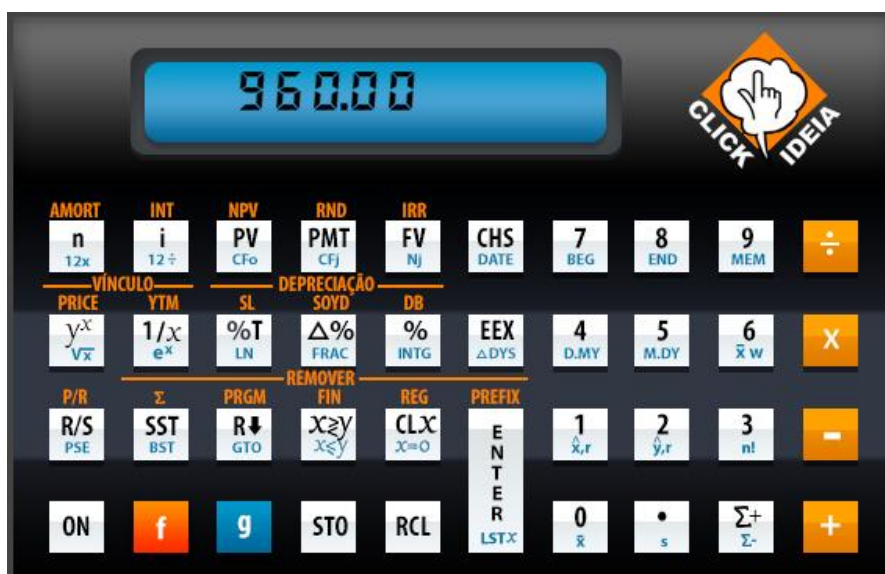 960.00
CLICK IDEIA
AMORT INT NPV RND IRR
n i PV PMT FV CHS 7 8 9 ÷
12x 12÷ CFo CFj Nj DATE BEG END MEM
VÍNCULO DEPRECIAÇÃO
PRICE YTM SL SOYD DB
yˣ 1/x %T Δ% % EEX 4 5 6 X
√x eˣ LN FRAC INTG ΔDYS D.MY M.DY x̄ w
REMOVER
P/R Σ PRGM FIN REG PREFIX
R/S SST R⬇ x≷y CLx ENTER 1 2 3 -
PSE BST GTO x≤y x=0 x̂,r ŷ,r n!
ON f g STO RCL 0 • Σ+ +
LSTx x̄ s Σ-